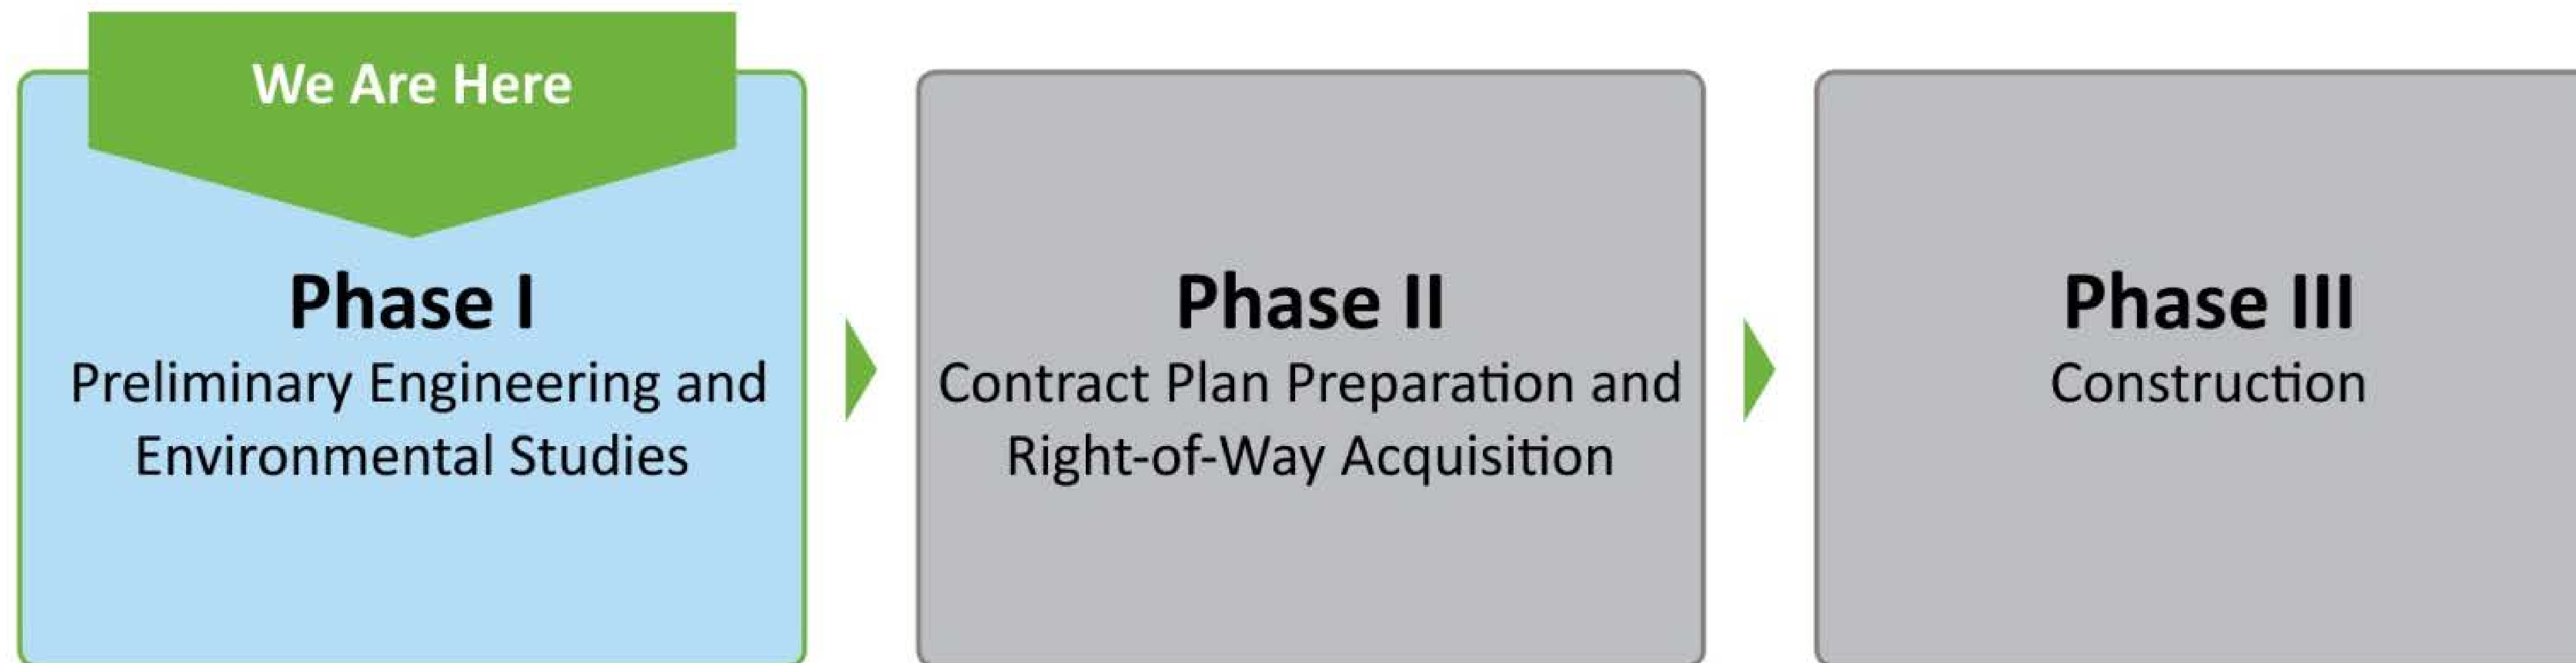 We Are Here
Phase I
Preliminary Engineering and
Environmental Studies
Phase II
Contract Plan Preparation and
Right-of-Way Acquisition
Phase III
Construction